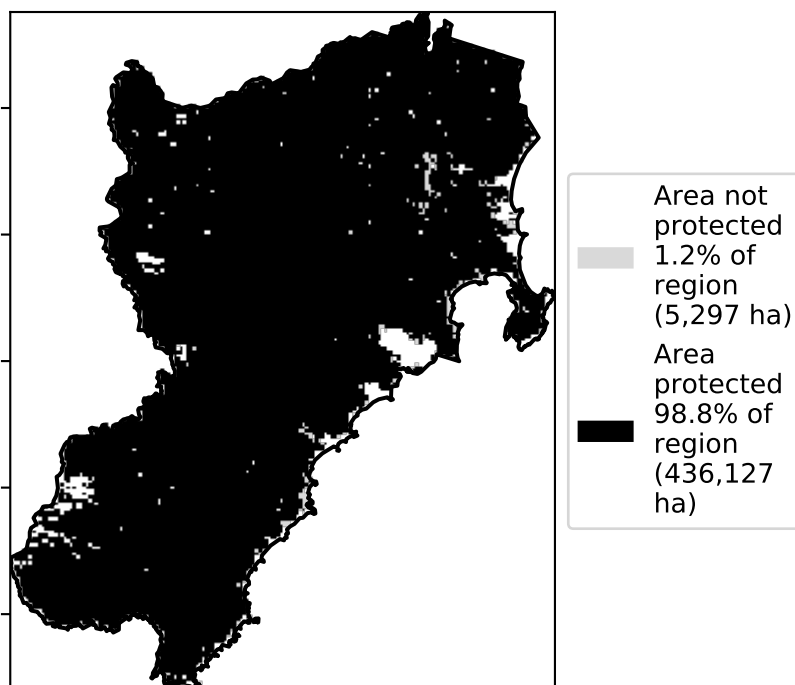 Area not
protected
1.2% of
region
(5,297 ha)
Area
protected
98.8% of
region
(436,127
ha)